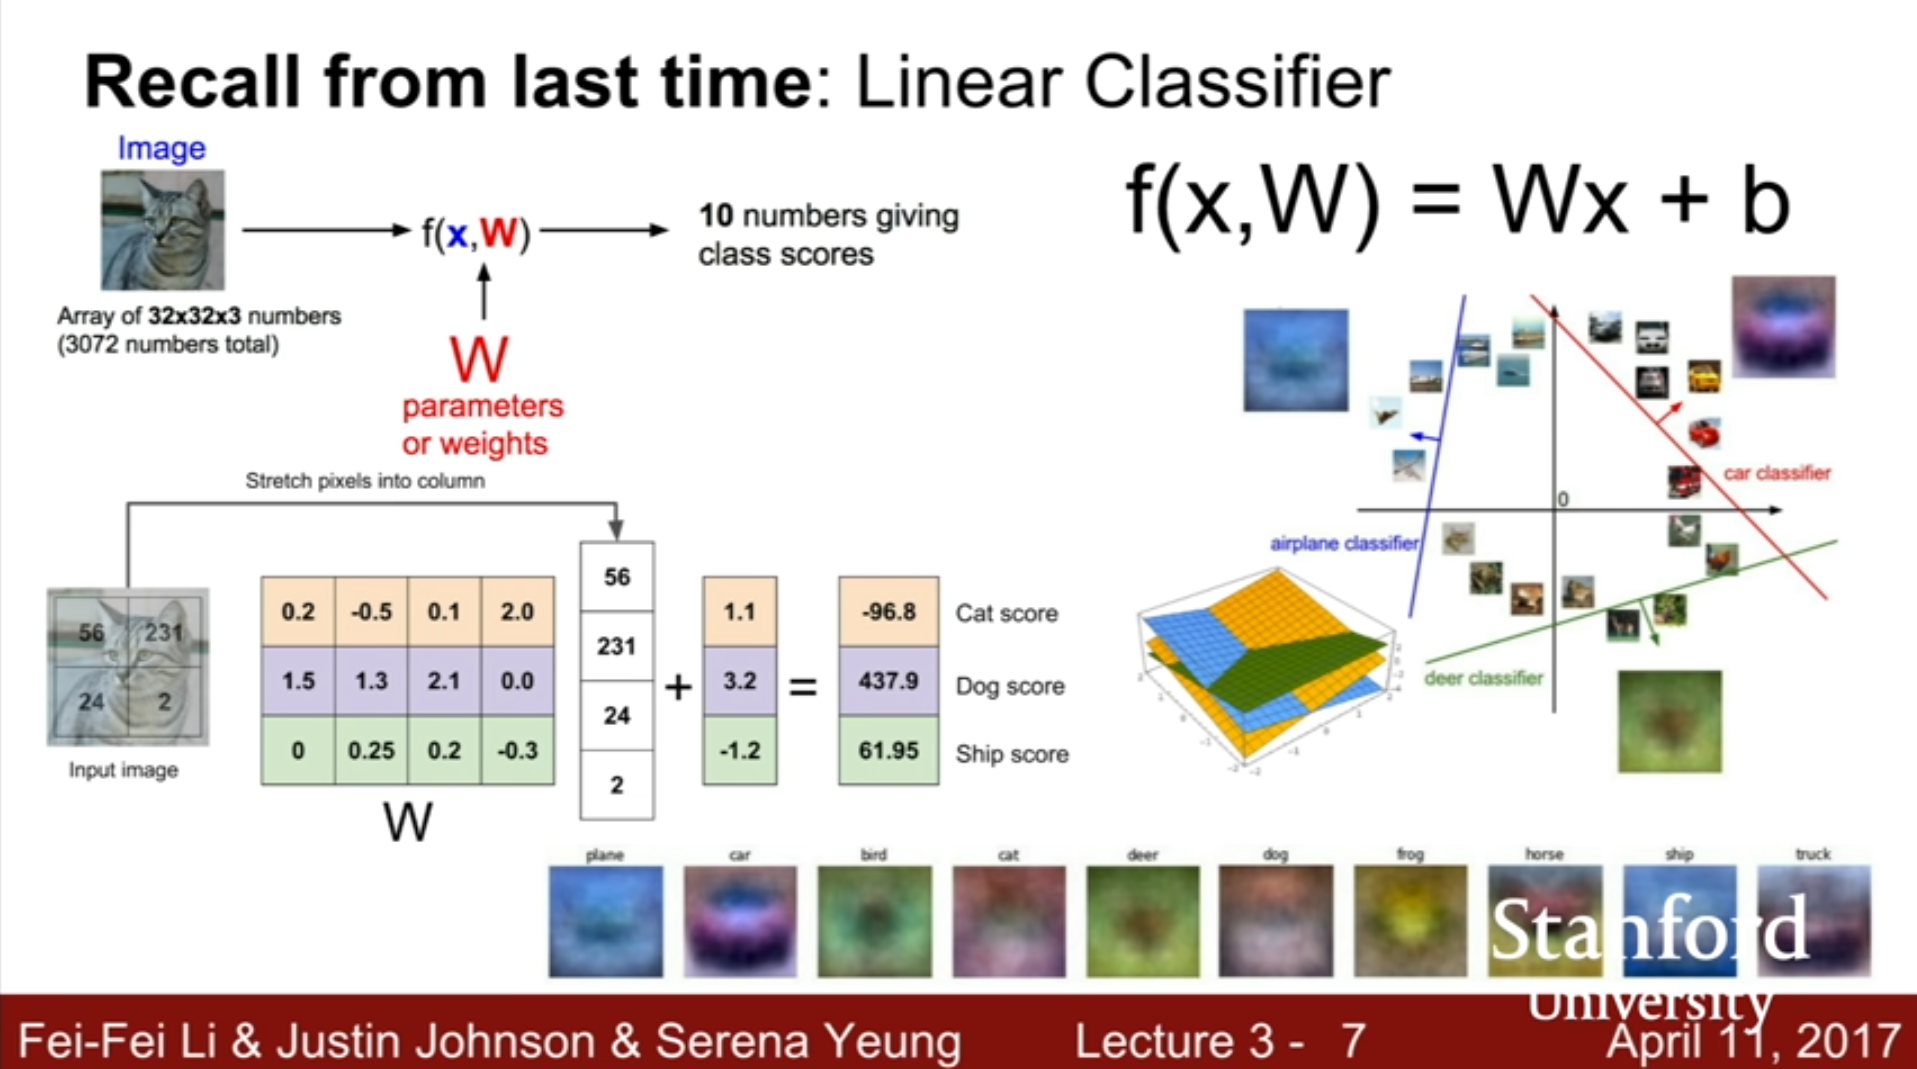 Recall from last time: Linear Classifier
Image
f(x,W)
10 numbers giving
class scores
Array of 32x32x3 numbers
(3072 numbers total)
W
parameters
or weights
f(x,W) = Wx + b
car classifier
0
airplane classifier
deer classifier
Stretch pixels into column
56 231
24 2
Input image
0.2 -0.5 0.1 2.0
1.5 1.3 2.1 0.0
0 0.25 0.2 -0.3
W
56
231
24
2
+
1.1
3.2
-1.2
=
-96.8 Cat score
437.9 Dog score
61.95 Ship score
plane car bird cat deer dog frog horse ship truck
Stanford
University
Fei-Fei Li & Justin Johnson & Serena Yeung Lecture 3 - 7 April 11, 2017